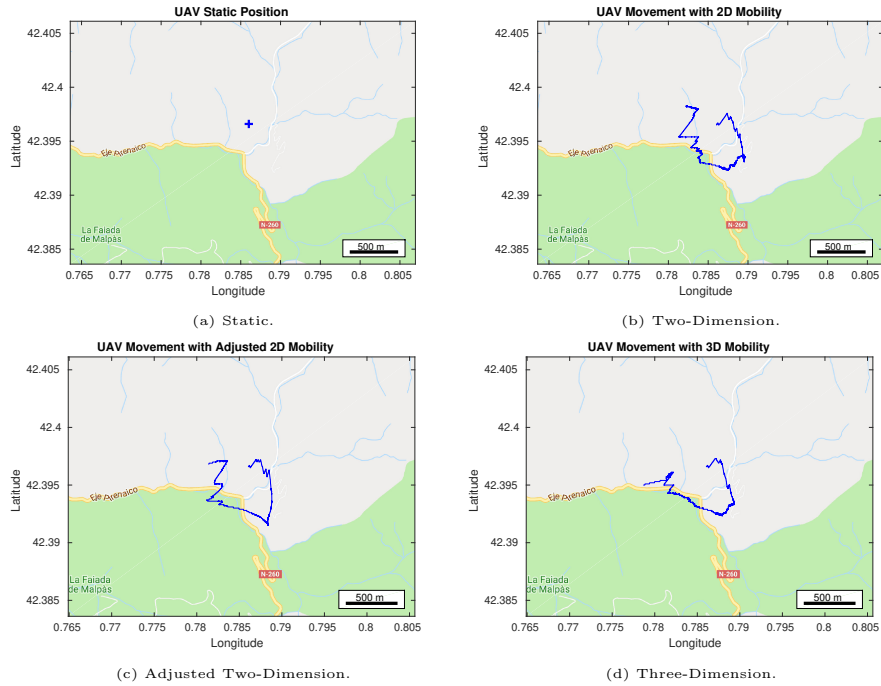 UAV Static Position
42.405
42.4
42.395
42.39
42.385
Latitude
Eje Pirenaico
La Faiada
de Malpàs
N-260
500 m
0.765 0.77 0.775 0.78 0.785 0.79 0.795 0.8 0.805
Longitude
(a) Static.
UAV Movement with 2D Mobility
42.405
42.4
42.395
42.39
42.385
Latitude
Eje Pirenaico
La Faiada
de Malpàs
N-260
500 m
0.765 0.77 0.775 0.78 0.785 0.79 0.795 0.8 0.805
Longitude
(b) Two-Dimension.
UAV Movement with Adjusted 2D Mobility
42.405
42.4
42.395
42.39
42.385
Latitude
Eje Pirenaico
La Faiada
de Malpàs
N-260
500 m
0.765 0.77 0.775 0.78 0.785 0.79 0.795 0.8 0.805
Longitude
(c) Adjusted Two-Dimension.
UAV Movement with 3D Mobility
42.405
42.4
42.395
42.39
42.385
Latitude
Eje Pirenaico
La Faiada
de Malpàs
N-260
500 m
0.765 0.77 0.775 0.78 0.785 0.79 0.795 0.8 0.805
Longitude
(d) Three-Dimension.